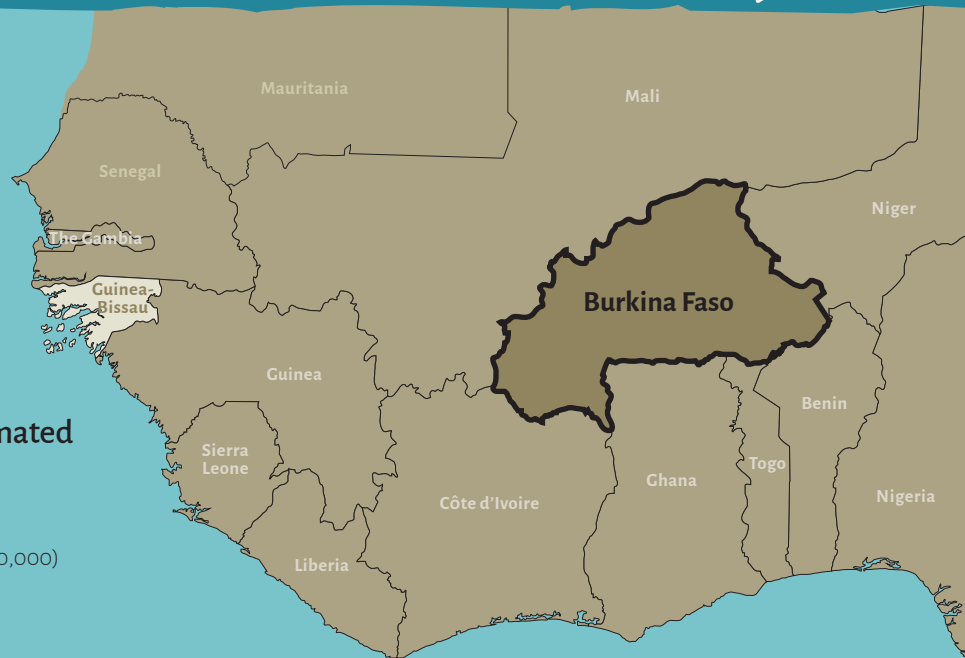 Mauritania
Mali
Senegal
Niger
The Gambia
Guinea-
Bissau
Burkina Faso
Guinea
Benin
mated
Sierra
Leone
Togo
Ghana
Nigeria
Côte d'Ivoire
0,000)
Liberia